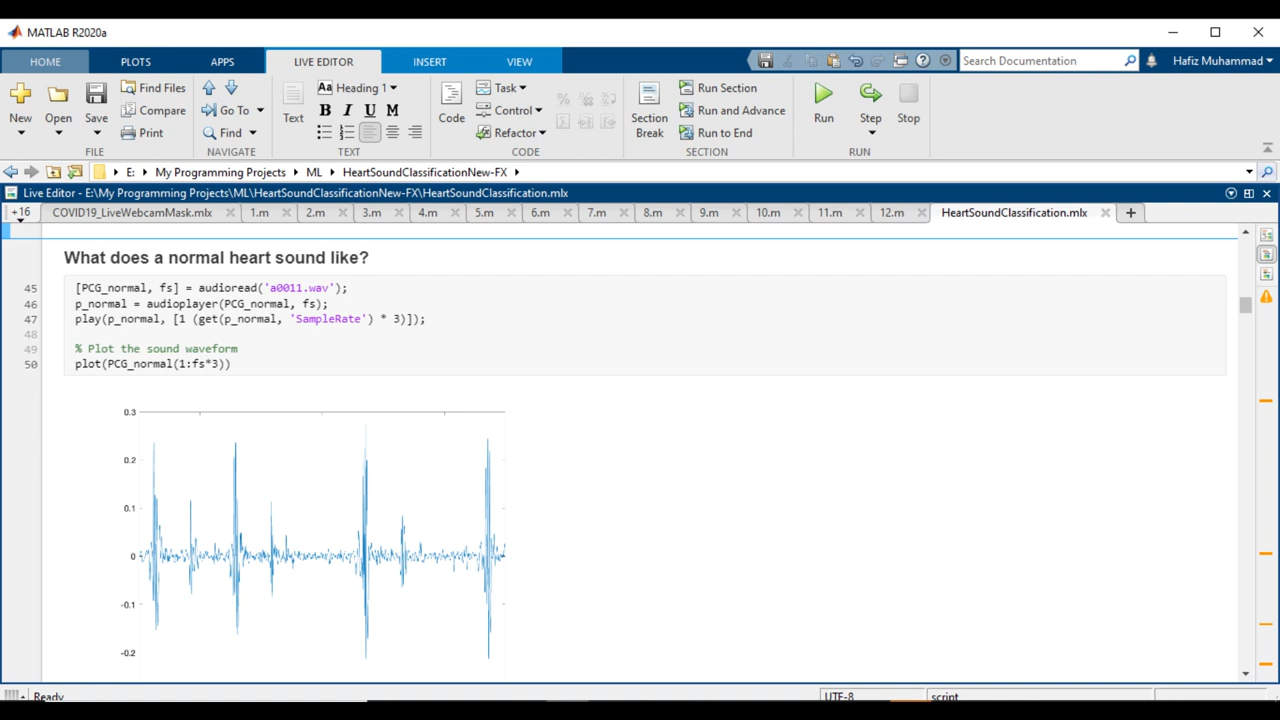 MATLAB R2020a
HOME PLOTS APPS LIVE EDITOR INSERT VIEW Search Documentation Hafiz Muhammad
New Open Save Find Files Compare Print Go To Find Text Aa Heading 1 B I U M Code Task Control Refactor Section Break Run Section Run and Advance Run to End Run Step Stop
FILE NAVIGATE TEXT CODE SECTION RUN
E: My Programming Projects ML HeartSoundClassificationNew-FX
Live Editor - E:\My Programming Projects\ML\HeartSoundClassificationNew-FX\HeartSoundClassification.mlx
+16 COVID19_LiveWebcamMask.mlx 1.m 2.m 3.m 4.m 5.m 6.m 7.m 8.m 9.m 10.m 11.m 12.m HeartSoundClassification.mlx
What does a normal heart sound like?
45 [PCG_normal, fs] = audioread('a0011.wav');
46 p_normal = audioplayer(PCG_normal, fs);
47 play(p_normal, [1 (get(p_normal, 'SampleRate') * 3)]);
48
49 % Plot the sound waveform
50 plot(PCG_normal(1:fs*3))
0.3
0.2
0.1
0
-0.1
-0.2
Ready UTF-8 script